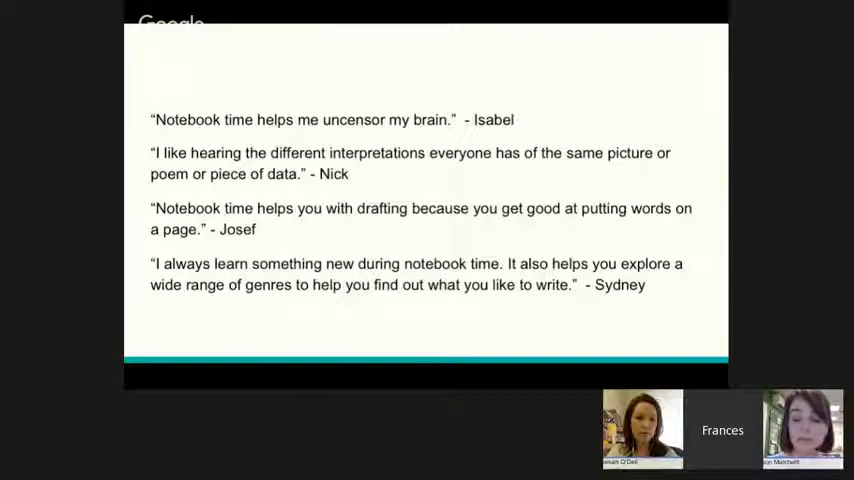 Google
“Notebook time helps me uncensor my brain.” - Isabel
“I like hearing the different interpretations everyone has of the same picture or
poem or piece of data.” - Nick
“Notebook time helps you with drafting because you get good at putting words on
a page.” - Josef
“I always learn something new during notebook time. It also helps you explore a
wide range of genres to help you find out what you like to write.” - Sydney
Frances
O'Dell
Marchetti